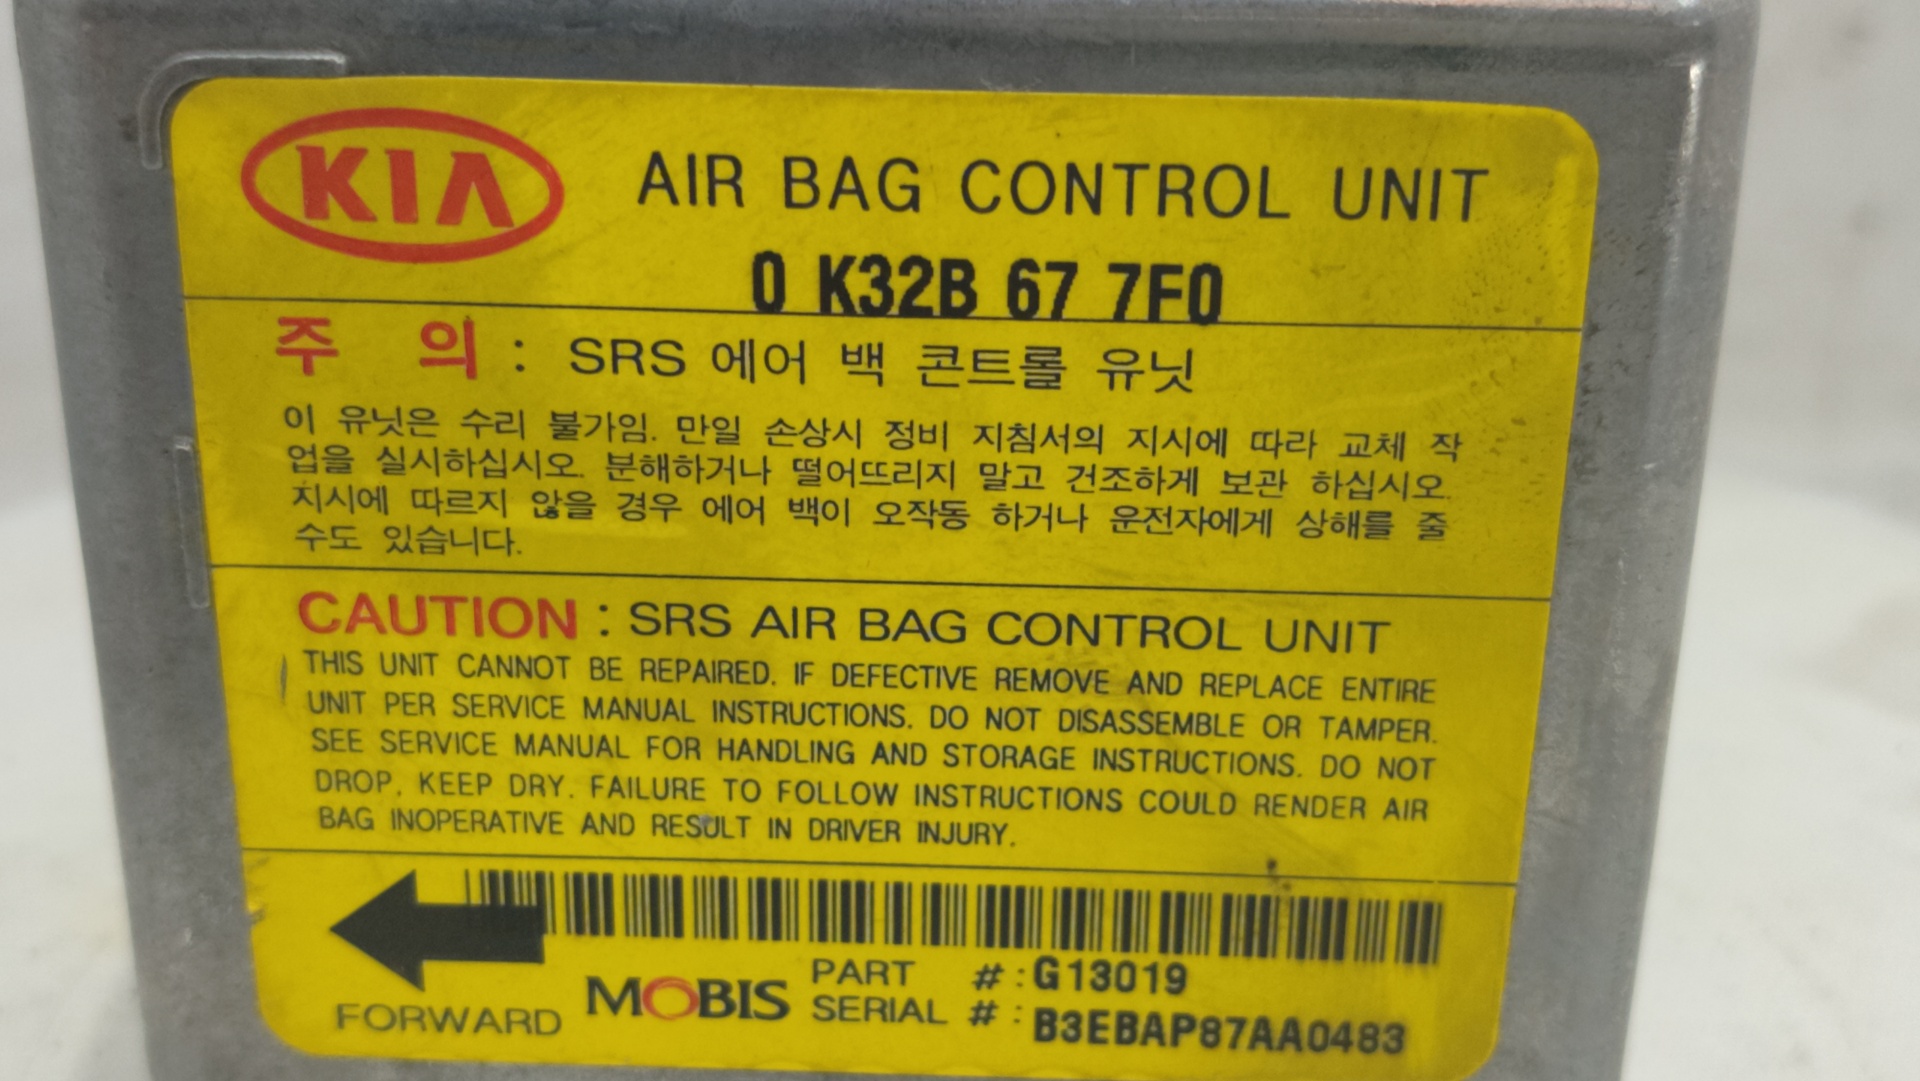 KIA AIR BAG CONTROL UNIT
0 K32B 67 7F0
주 의 : SRS 에어 백 콘트롤 유닛
이 유닛은 수리 불가임. 만일 손상시 정비 지침서의 지시에 따라 교체 작
업을 실시하십시오. 분해하거나 떨어뜨리지 말고 건조하게 보관 하십시오.
지시에 따르지 않을 경우 에어 백이 오작동 하거나 운전자에게 상해를 줄
수도 있습니다.
CAUTION : SRS AIR BAG CONTROL UNIT
THIS UNIT CANNOT BE REPAIRED. IF DEFECTIVE REMOVE AND REPLACE ENTIRE
UNIT PER SERVICE MANUAL INSTRUCTIONS. DO NOT DISASSEMBLE OR TAMPER.
SEE SERVICE MANUAL FOR HANDLING AND STORAGE INSTRUCTIONS. DO NOT
DROP, KEEP DRY. FAILURE TO FOLLOW INSTRUCTIONS COULD RENDER AIR
BAG INOPERATIVE AND RESULT IN DRIVER INJURY.
FORWARD
MOBIS
PART # : G13019
SERIAL # : B3EBAP87AA0483